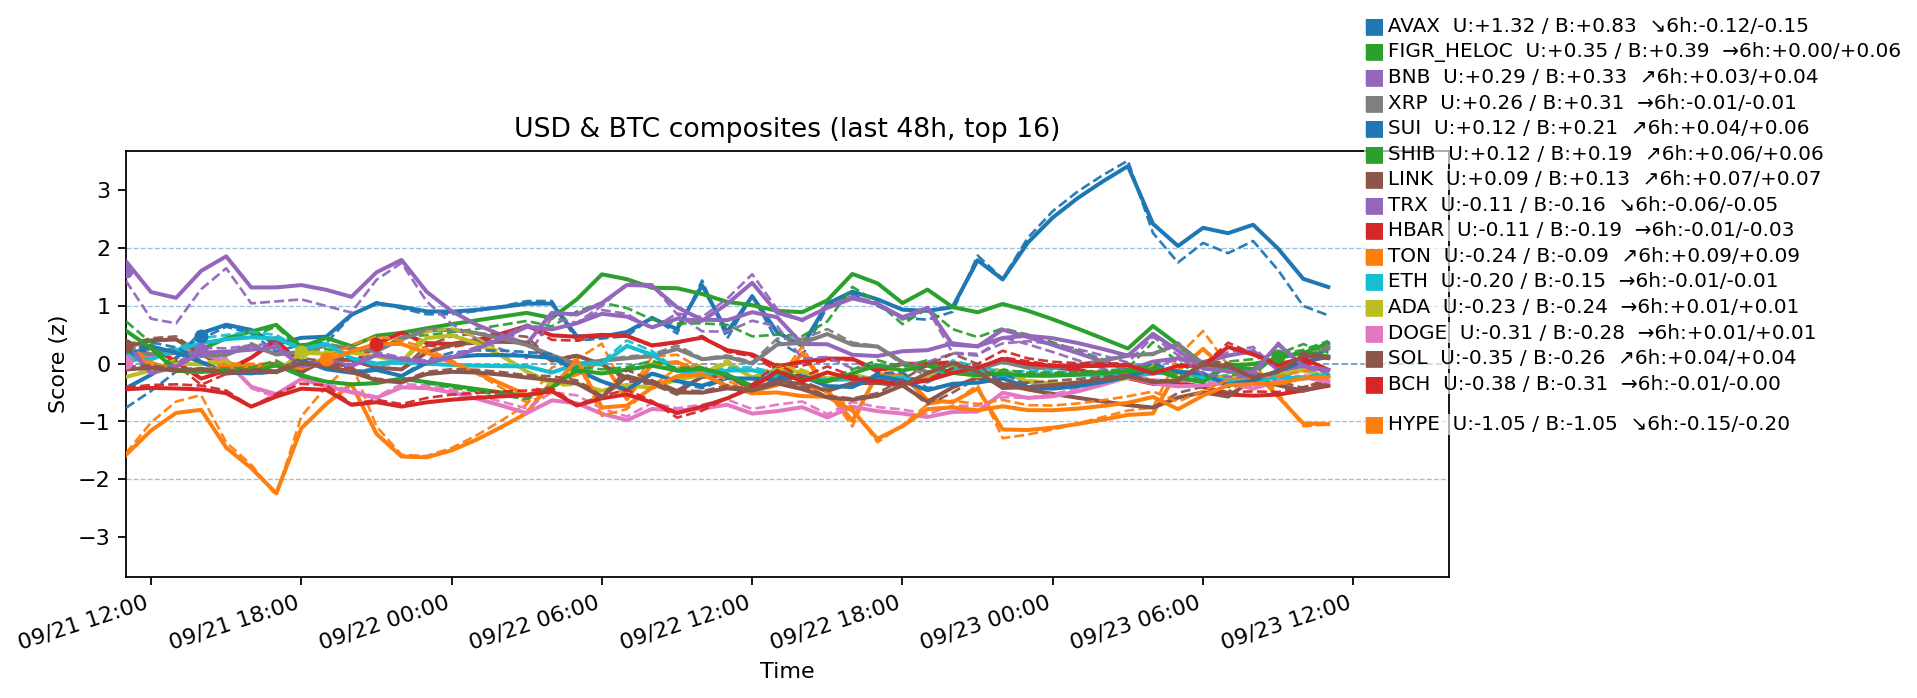 AVAX  U:+1.32 / B:+0.83  ↘6h:-0.12/-0.15
FIGR_HELOC  U:+0.35 / B:+0.39  →6h:+0.00/+0.06
BNB  U:+0.29 / B:+0.33  ↗6h:+0.03/+0.04
XRP  U:+0.26 / B:+0.31  →6h:-0.01/-0.01
SUI  U:+0.12 / B:+0.21  ↗6h:+0.04/+0.06
SHIB  U:+0.12 / B:+0.19  ↗6h:+0.06/+0.06
LINK  U:+0.09 / B:+0.13  ↗6h:+0.07/+0.07
TRX  U:-0.11 / B:-0.16  ↘6h:-0.06/-0.05
HBAR  U:-0.11 / B:-0.19  →6h:-0.01/-0.03
TON  U:-0.24 / B:-0.09  ↗6h:+0.09/+0.09
ETH  U:-0.20 / B:-0.15  →6h:-0.01/-0.01
ADA  U:-0.23 / B:-0.24  →6h:+0.01/+0.01
DOGE  U:-0.31 / B:-0.28  →6h:+0.01/+0.01
SOL  U:-0.35 / B:-0.26  ↗6h:+0.04/+0.04
BCH  U:-0.38 / B:-0.31  →6h:-0.01/-0.00
HYPE  U:-1.05 / B:-1.05  ↘6h:-0.15/-0.20
USD & BTC composites (last 48h, top 16)
Score (z)
3
2
1
0
−1
−2
−3
09/21 12:00
09/21 18:00
09/22 00:00
09/22 06:00
09/22 12:00
09/22 18:00
09/23 00:00
09/23 06:00
09/23 12:00
Time